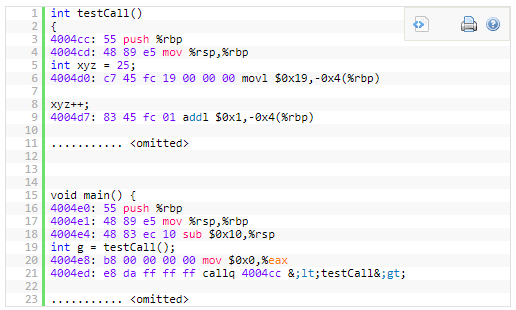 1 int testCall()
2 {
3 4004cc: 55 push %rbp
4 4004cd: 48 89 e5 mov %rsp,%rbp
5 int xyz = 25;
6 4004d0: c7 45 fc 19 00 00 00 movl $0x19,-0x4(%rbp)
7
8 xyz++;
9 4004d7: 83 45 fc 01 addl $0x1,-0x4(%rbp)
10
11 ........... <omitted>
12
13
14
15 void main() {
16 4004e0: 55 push %rbp
17 4004e1: 48 89 e5 mov %rsp,%rbp
18 4004e4: 48 83 ec 10 sub $0x10,%rsp
19 int g = testCall();
20 4004e8: b8 00 00 00 00 mov $0x0,%eax
21 4004ed: e8 da ff ff ff callq 4004cc &;lt;testCall&;gt;
22
23 ........... <omitted>